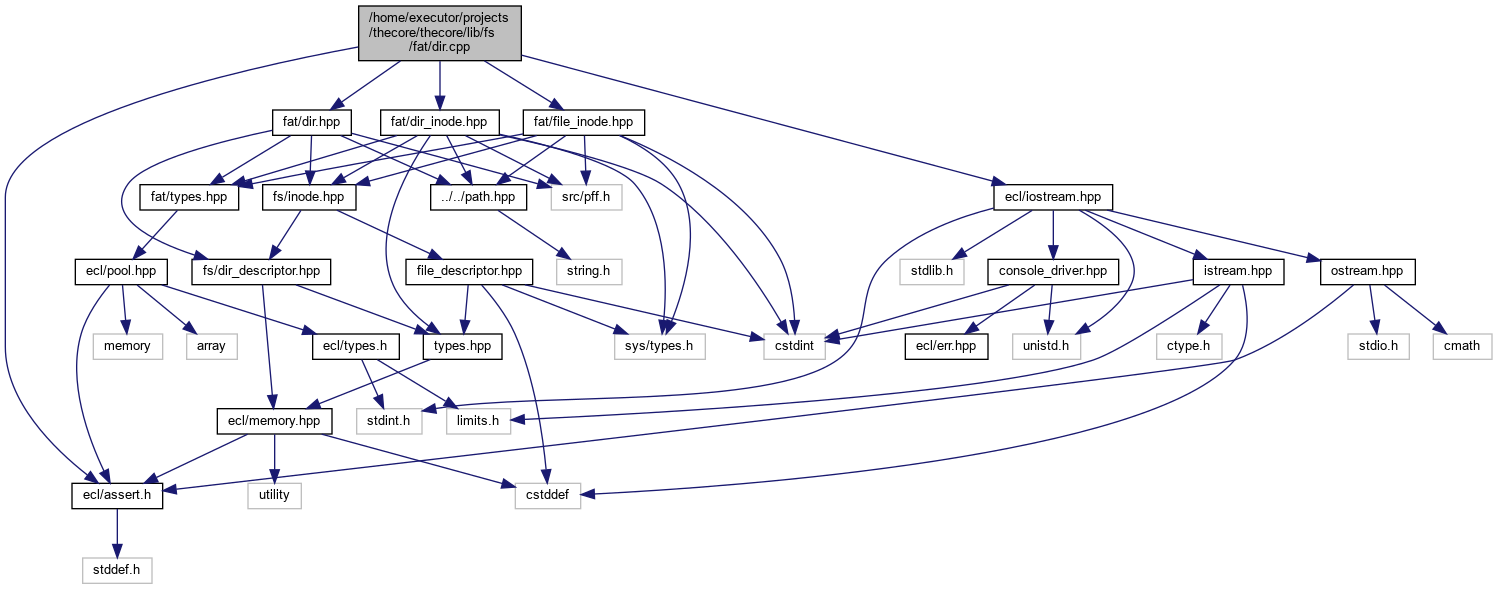 /home/executor/projects
/thecore/thecore/lib/fs
/fat/dir.cpp
fat/dir.hpp
fat/dir_inode.hpp
fat/file_inode.hpp
fat/types.hpp
fs/inode.hpp
../../path.hpp
src/pff.h
ecl/iostream.hpp
ecl/pool.hpp
fs/dir_descriptor.hpp
file_descriptor.hpp
string.h
stdlib.h
console_driver.hpp
istream.hpp
ostream.hpp
memory
array
ecl/types.h
types.hpp
sys/types.h
cstdint
ecl/err.hpp
unistd.h
ctype.h
stdio.h
cmath
ecl/memory.hpp
stdint.h
limits.h
ecl/assert.h
utility
cstddef
stddef.h